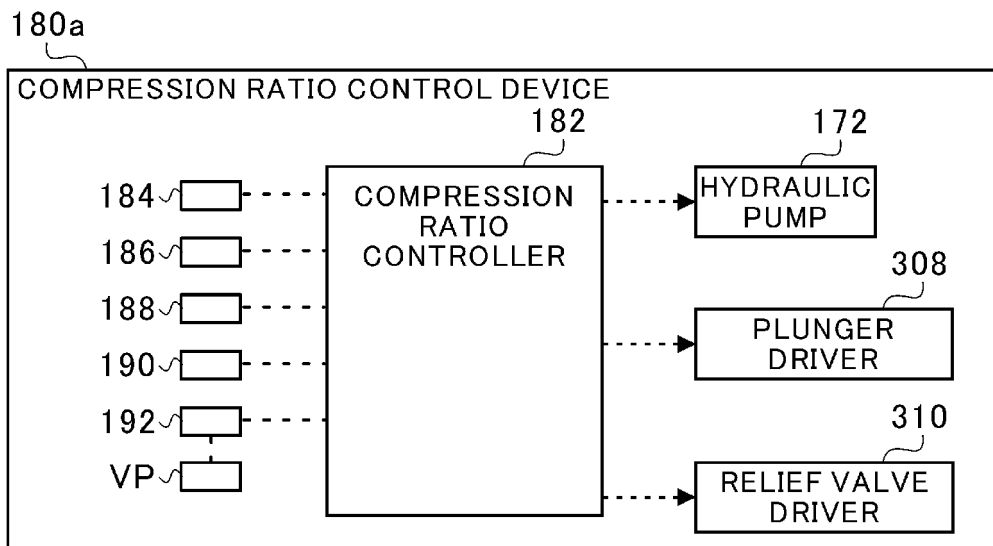 180a
COMPRESSION RATIO CONTROL DEVICE
182
172
184
186
188
190
192
VP
COMPRESSION
RATIO
CONTROLLER
HYDRAULIC
PUMP
308
PLUNGER
DRIVER
310
RELIEF VALVE
DRIVER